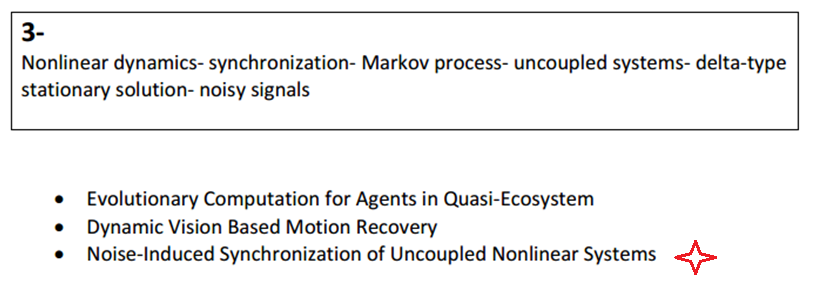 3-
Nonlinear dynamics- synchronization- Markov process- uncoupled systems- delta-type
stationary solution- noisy signals
• Evolutionary Computation for Agents in Quasi-Ecosystem
• Dynamic Vision Based Motion Recovery
• Noise-Induced Synchronization of Uncoupled Nonlinear Systems